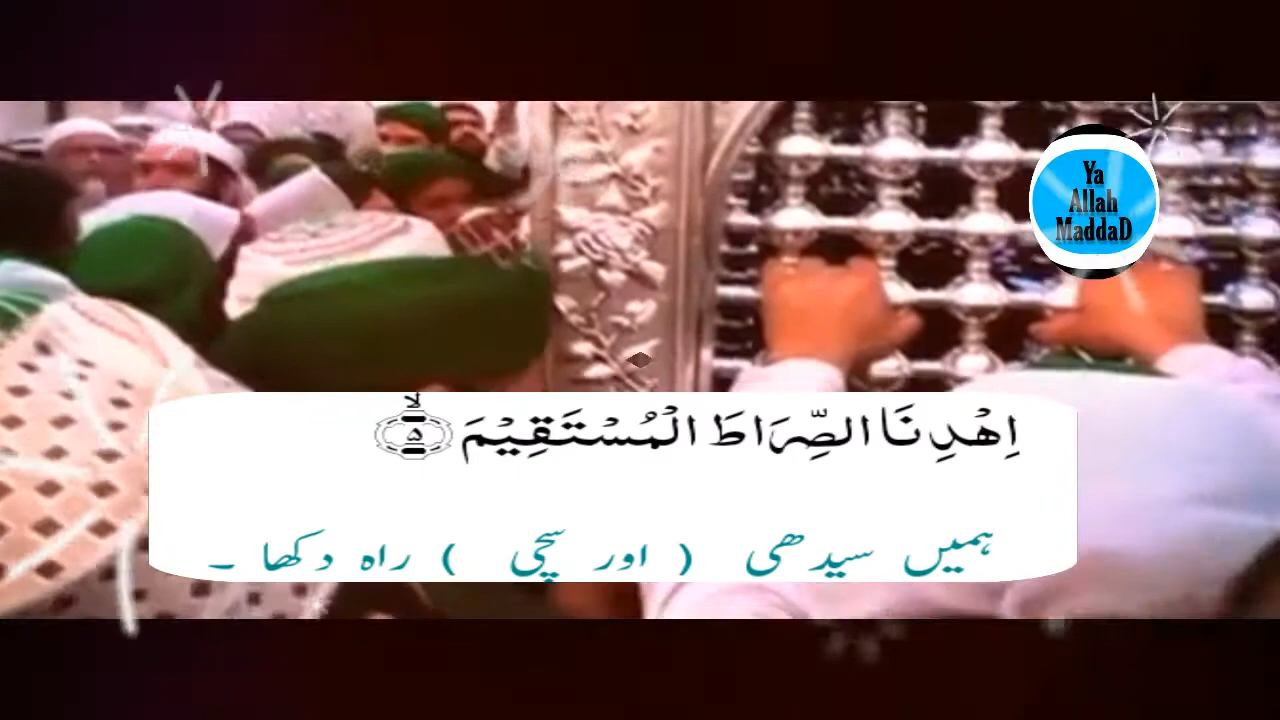 Ya
Allah
MaddaD
اِهْدِنَا الصِّرَاطَ الْمُسْتَقِيْمَ ۙ﴿۵﴾
ہمیں سیدھی ( اور سچی ) راہ دکھا ۔